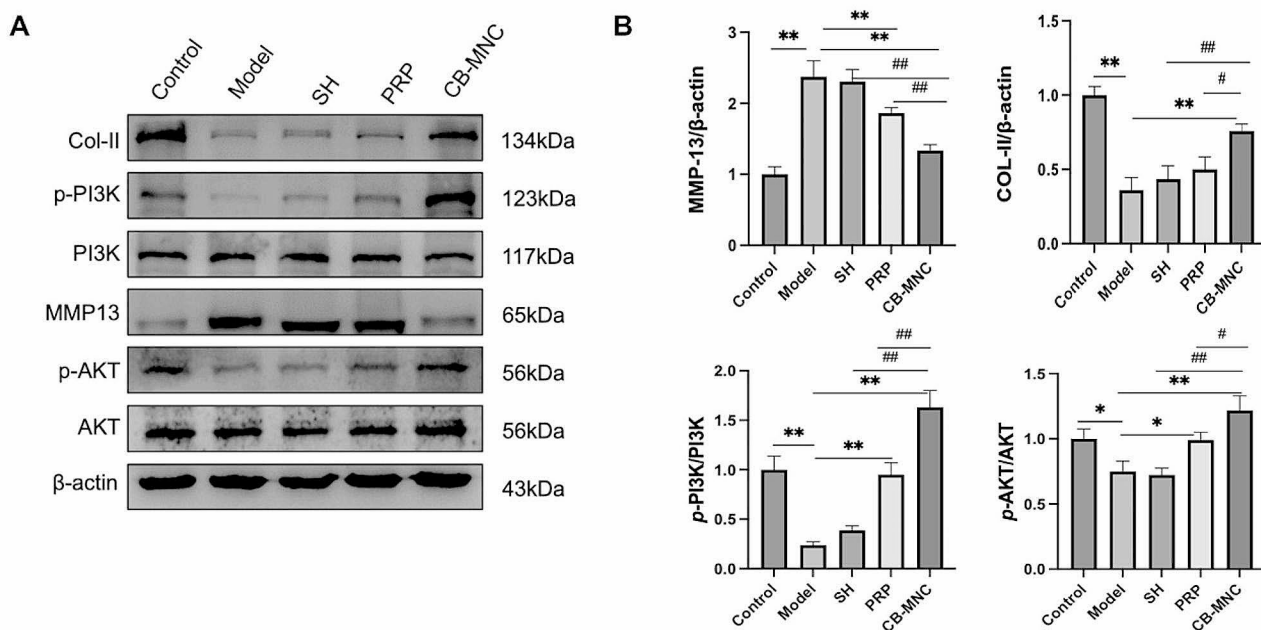 A
Control Model SH PRP CB-MNC
Col-II 134kDa
p-PI3K 123kDa
PI3K 117kDa
MMP13 65kDa
p-AKT 56kDa
AKT 56kDa
β-actin 43kDa
B
MMP-13/β-actin
3
2
1
0
** ** ** ## ##
Control Model SH PRP CB-MNC
COL-II/β-actin
1.5
1.0
0.5
0.0
** ## # **
Control Model SH PRP CB-MNC
p-PI3K/PI3K
2.0
1.5
1.0
0.5
0.0
## ## ** ** **
Control Model SH PRP CB-MNC
p-AKT/AKT
1.5
1.0
0.5
0.0
# ## ** * *
Control Model SH PRP CB-MNC